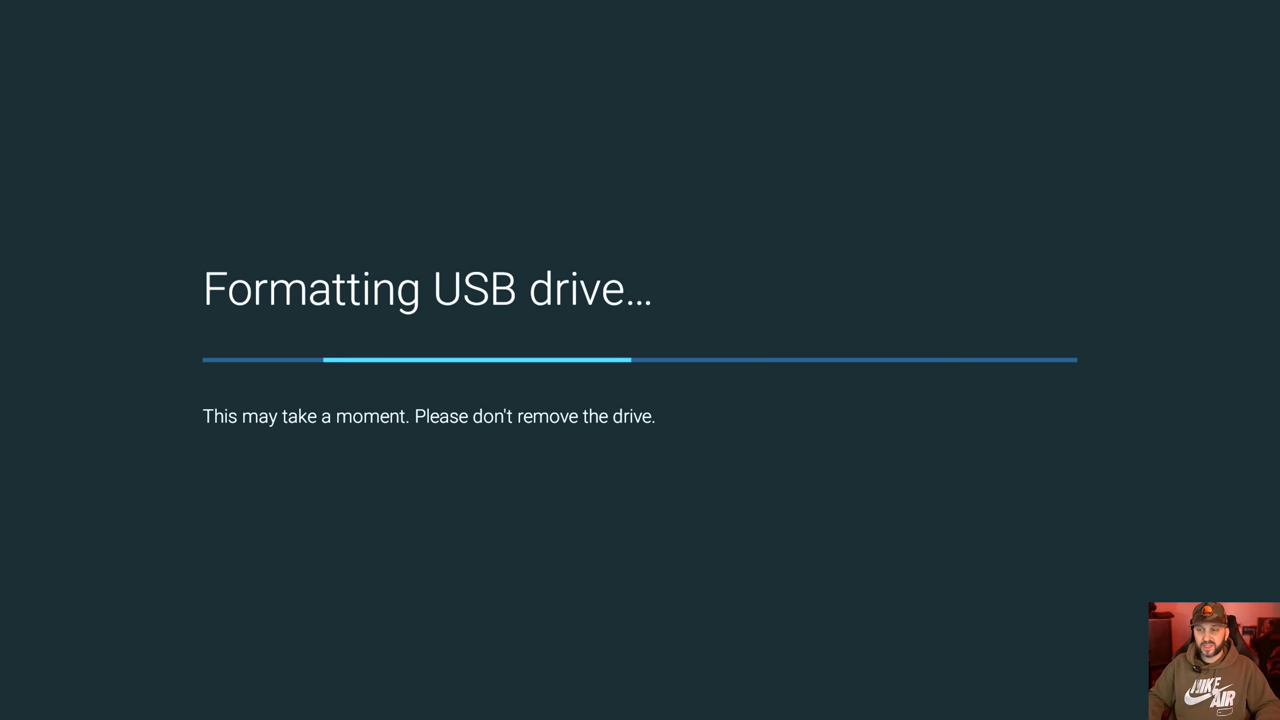 Formatting USB drive...
This may take a moment. Please don't remove the drive.
NIKE
AIR